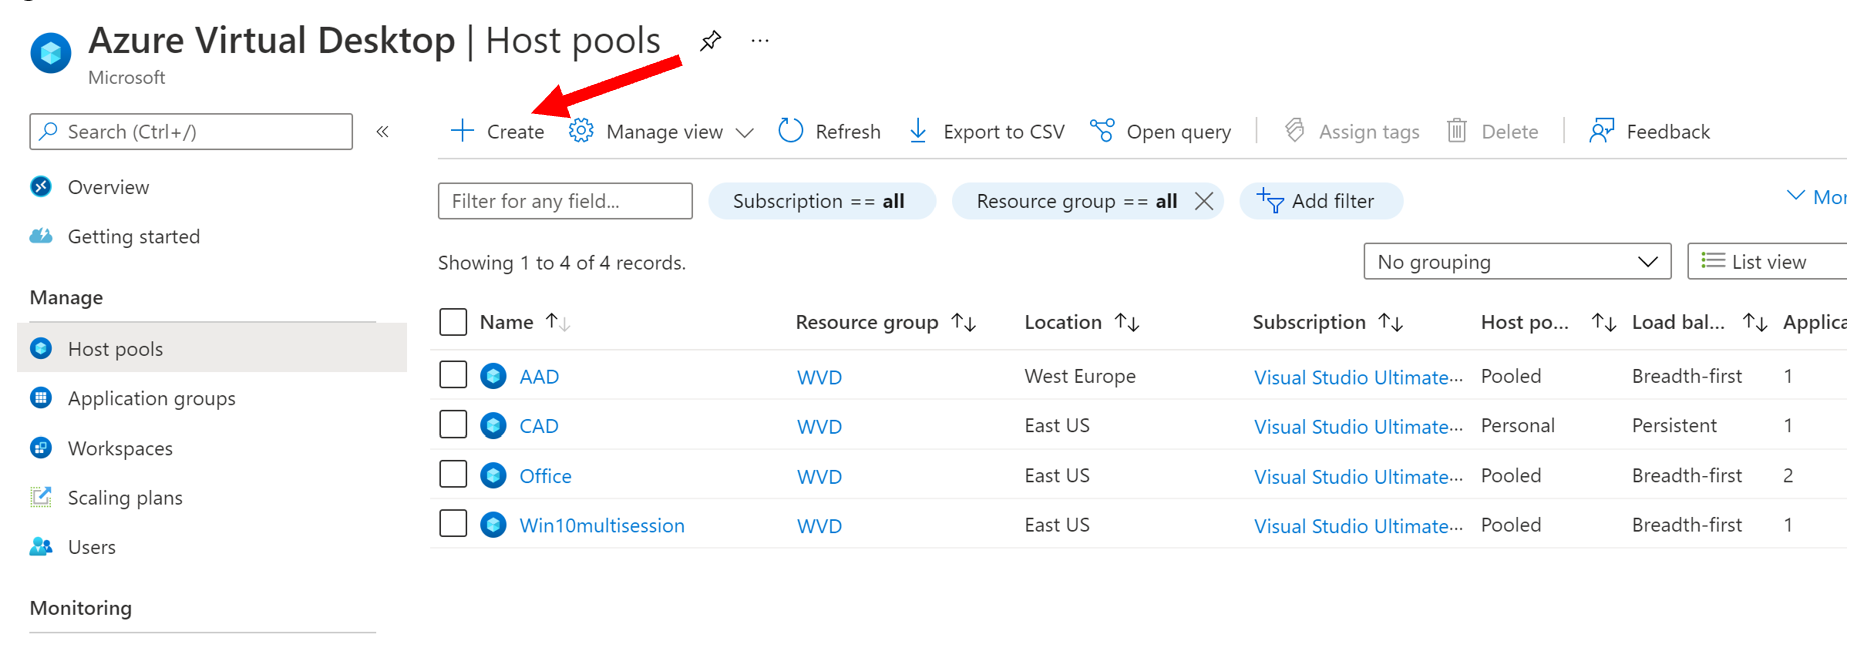 Azure Virtual Desktop | Host pools ...
Microsoft
Search (Ctrl+/) «
Create Manage view Refresh Export to CSV Open query Assign tags Delete Feedback
Overview
Getting started
Manage
Host pools
Application groups
Workspaces
Scaling plans
Users
Monitoring
Filter for any field... Subscription == all Resource group == all Add filter Mor
Showing 1 to 4 of 4 records. No grouping List view
Name Resource group Location Subscription Host po... Load bal... Applica
AAD WVD West Europe Visual Studio Ultimate... Pooled Breadth-first 1
CAD WVD East US Visual Studio Ultimate... Personal Persistent 1
Office WVD East US Visual Studio Ultimate... Pooled Breadth-first 2
Win10multisession WVD East US Visual Studio Ultimate... Pooled Breadth-first 1